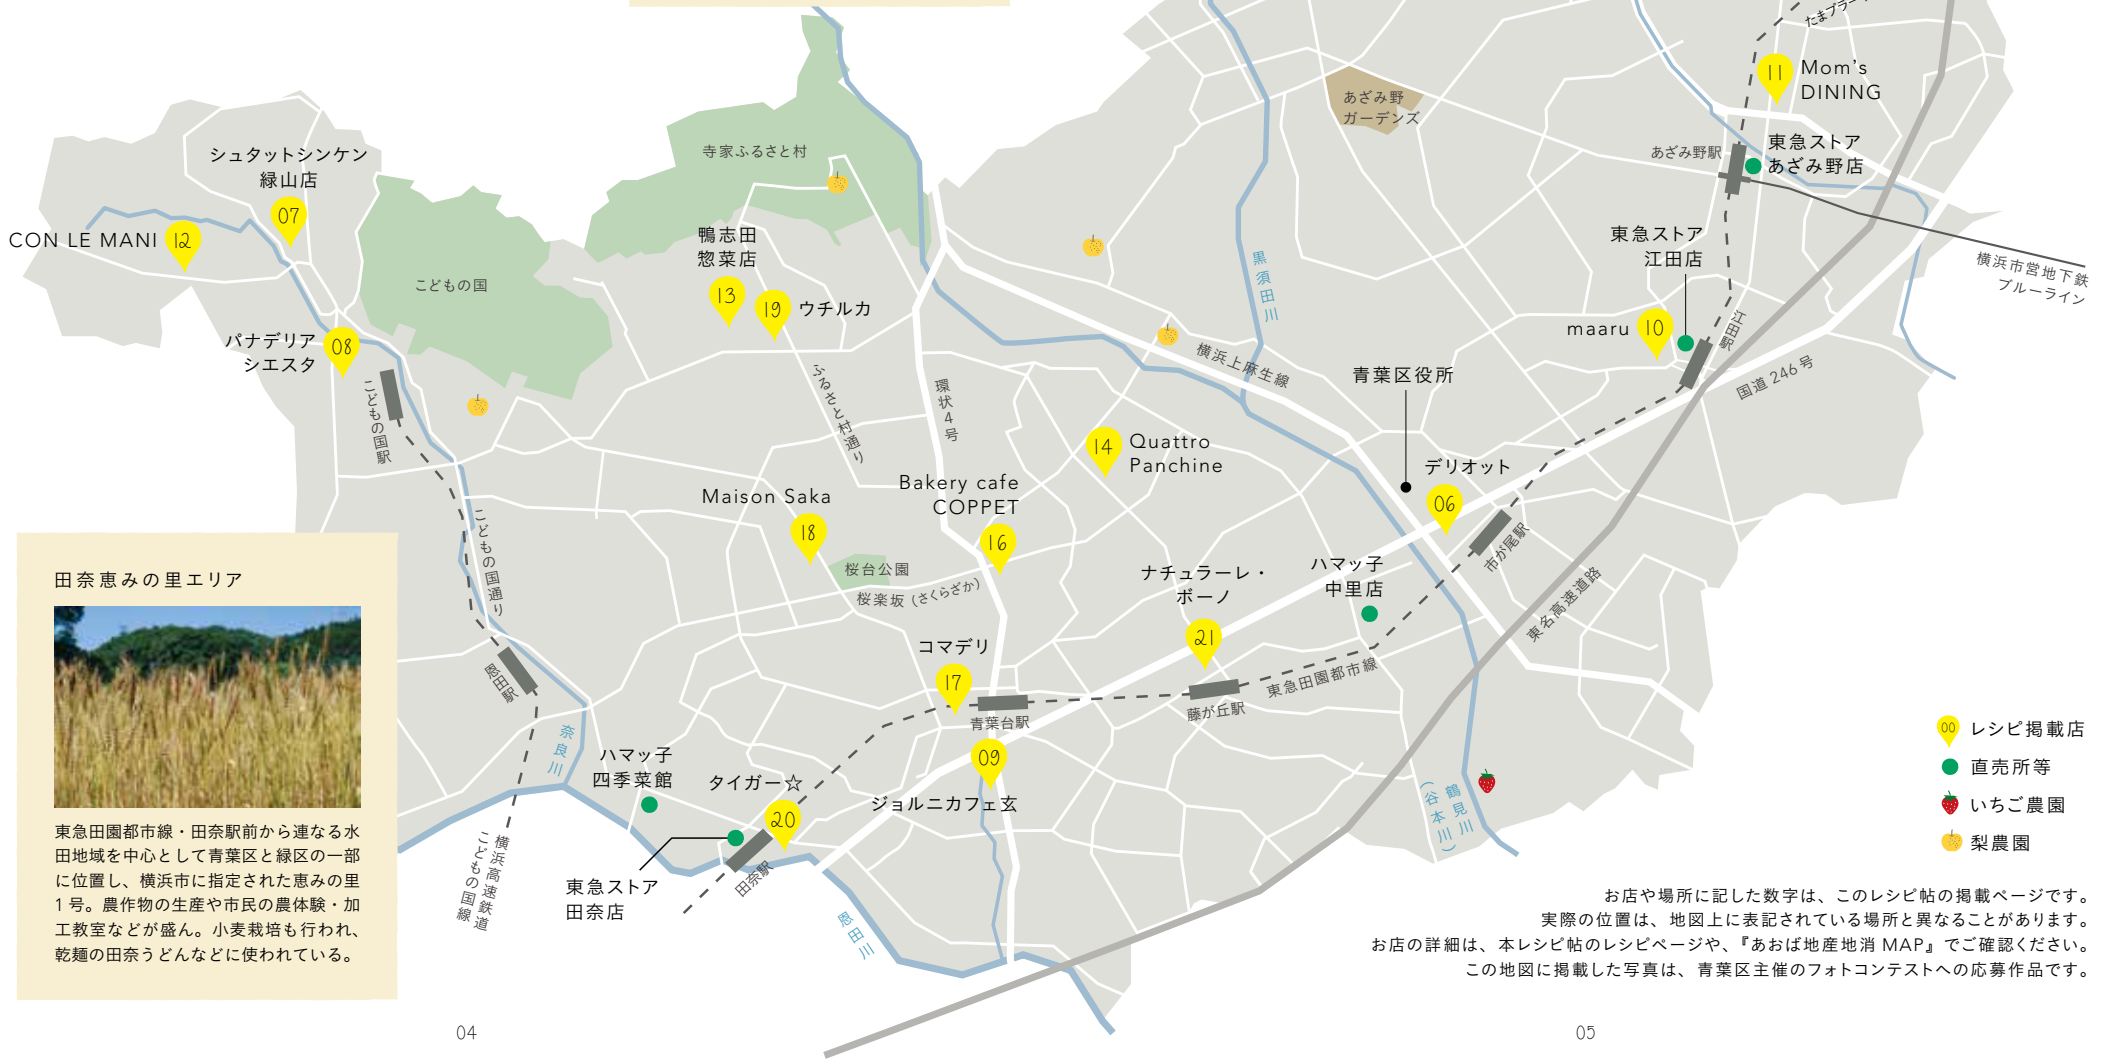 たまプラーザ
11
Mom's
DINING
あざみ野
ガーデンズ
あざみ野駅
東急ストア
あざみ野店
寺家ふるさと村
シュタットシンケン
緑山店
07
CON LE MANI
12
鴨志田
惣菜店
13
19
ウチルカ
こどもの国
黒須田川
東急ストア
江田店
横浜市営地下鉄
ブルーライン
パナデリア
シエスタ
08
maaru
10
江田駅
横浜上麻生線
国道246号
こどもの国駅
ふるさと村通り
環状4号
青葉区役所
14
Quattro
Panchine
デリオット
06
Maison Saka
18
Bakery cafe
COPPET
16
こどもの国通り
市が尾駅
桜台公園
桜楽坂(さくらざか)
ナチュラーレ・
ボーノ
21
ハマッ子
中里店
東名高速道路
田奈恵みの里エリア
恩田駅
コマデリ
17
青葉台駅
藤が丘駅
東急田園都市線
奈良川
ハマッ子
四季菜館
タイガー☆
20
09
ジョルニカフェ玄
鶴見川
(谷本川)
横浜高速鉄道
こどもの国線
東急ストア
田奈店
田奈駅
恩田川
東急田園都市線・田奈駅前から連なる水
田地域を中心として青葉区と緑区の一部
に位置し、横浜市に指定された恵みの里
1号。農作物の生産や市民の農体験・加
工教室などが盛ん。小麦栽培も行われ、
乾麺の田奈うどんなどに使われている。
00 レシピ掲載店
直売所等
いちご農園
梨農園
お店や場所に記した数字は、このレシピ帖の掲載ページです。
実際の位置は、地図上に表記されている場所と異なることがあります。
お店の詳細は、本レシピ帖のレシピページや、『あおば地産地消 MAP』でご確認ください。
この地図に掲載した写真は、青葉区主催のフォトコンテストへの応募作品です。
04
05